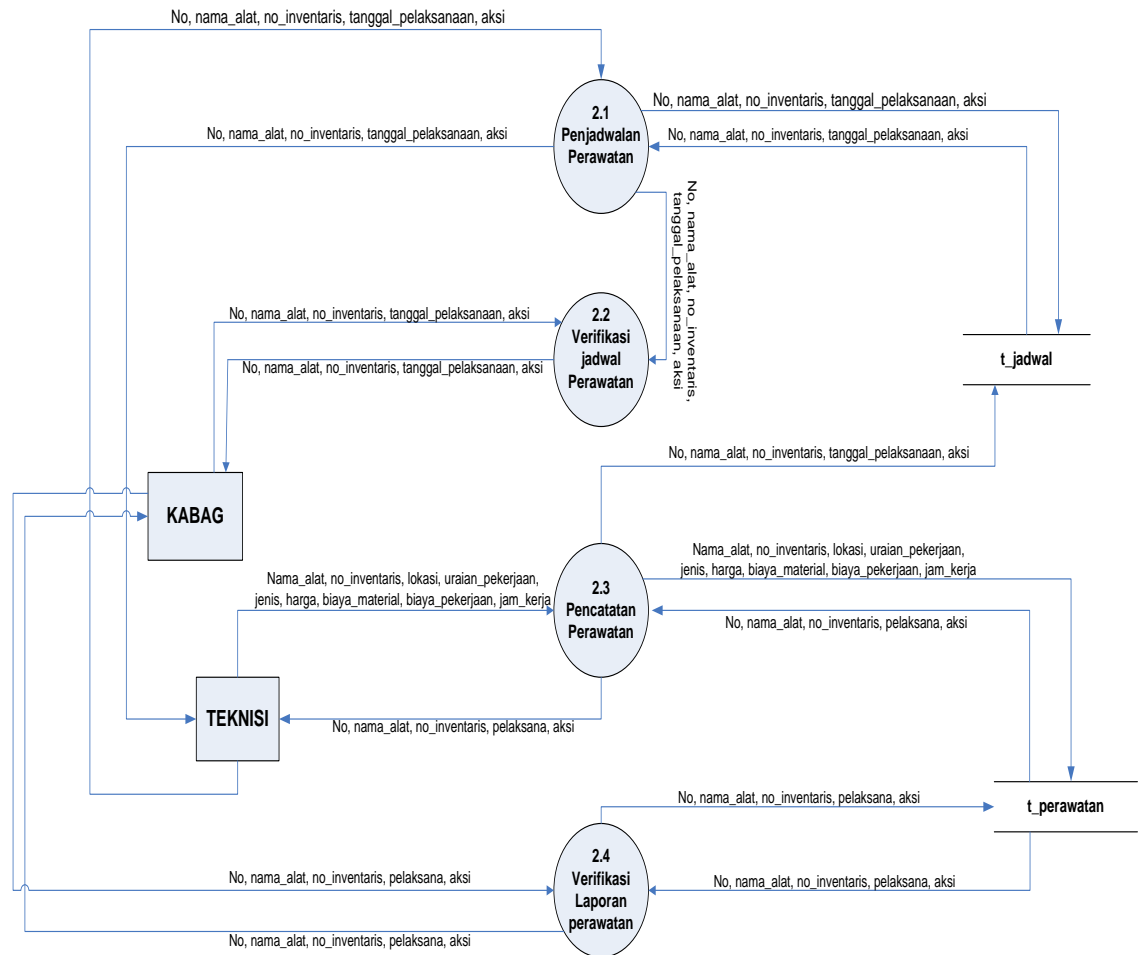 No, nama_alat, no_inventaris, tanggal_pelaksanaan, aksi
2.1
Penjadwalan
Perawatan
No, nama_alat, no_inventaris, tanggal_pelaksanaan, aksi
No, nama_alat, no_inventaris, tanggal_pelaksanaan, aksi
No, nama_alat, no_inventaris, tanggal_pelaksanaan, aksi
No, nama_alat, no_inventaris,
tanggal_pelaksanaan, aksi
No, nama_alat, no_inventaris, tanggal_pelaksanaan, aksi
2.2
Verifikasi
jadwal
Perawatan
No, nama_alat, no_inventaris, tanggal_pelaksanaan, aksi
t_jadwal
No, nama_alat, no_inventaris, tanggal_pelaksanaan, aksi
KABAG
Nama_alat, no_inventaris, lokasi, uraian_pekerjaan,
jenis, harga, biaya_material, biaya_pekerjaan, jam_kerja
2.3
Pencatatan
Perawatan
Nama_alat, no_inventaris, lokasi, uraian_pekerjaan,
jenis, harga, biaya_material, biaya_pekerjaan, jam_kerja
No, nama_alat, no_inventaris, pelaksana, aksi
TEKNISI
No, nama_alat, no_inventaris, pelaksana, aksi
No, nama_alat, no_inventaris, pelaksana, aksi
t_perawatan
2.4
Verifikasi
Laporan
perawatan
No, nama_alat, no_inventaris, pelaksana, aksi
No, nama_alat, no_inventaris, pelaksana, aksi
No, nama_alat, no_inventaris, pelaksana, aksi